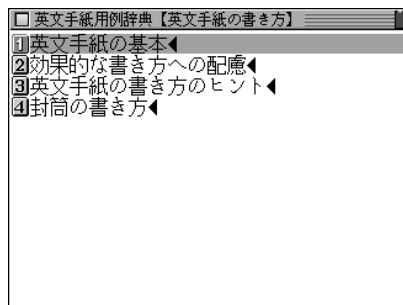 英文手紙用例辞典【英文手紙の書き方】
1英文手紙の基本◀
2効果的な書き方への配慮◀
3英文手紙の書き方のヒント◀
4封筒の書き方◀